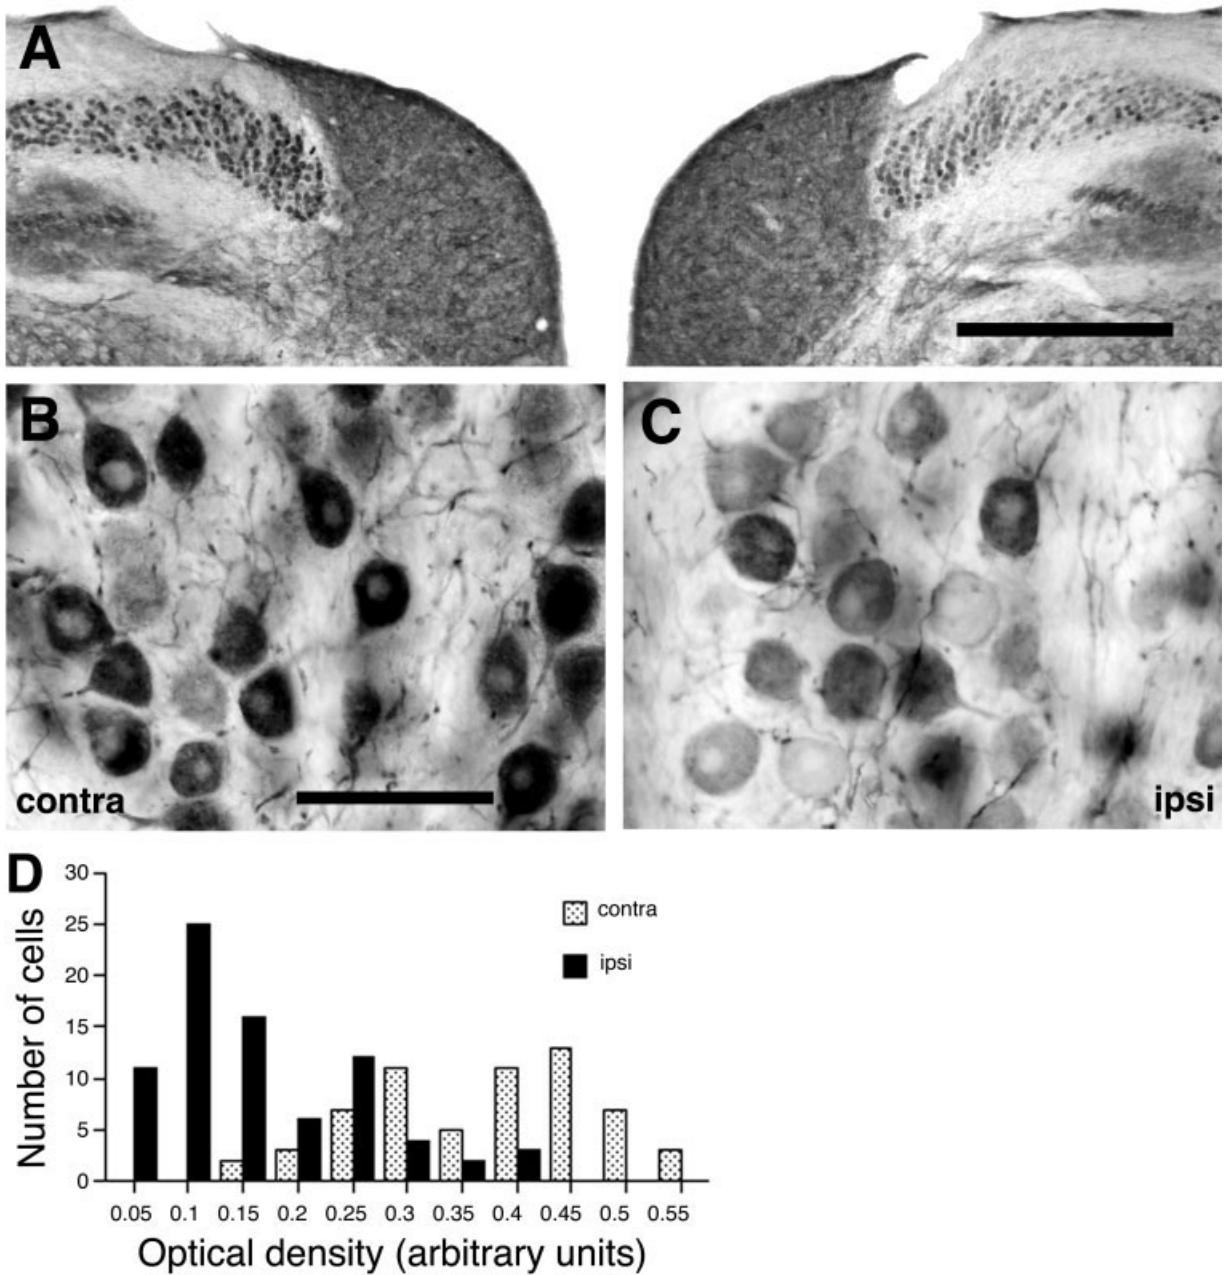 A
B
C
contra
ipsi
D
30
25
20
15
10
5
0
Number of cells
contra
ipsi
0.05 0.1 0.15 0.2 0.25 0.3 0.35 0.4 0.45 0.5 0.55
Optical density (arbitrary units)